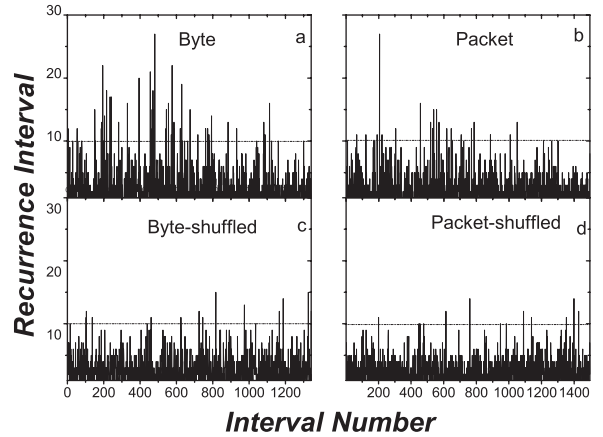 30
Byte
a
Packet
b
20
10
Recurrence Interval
30
Byte-shuffled
c
Packet-shuffled
d
20
10
0 200 400 600 800 1000 1200
200 400 600 800 1000 1200 1400
Interval Number